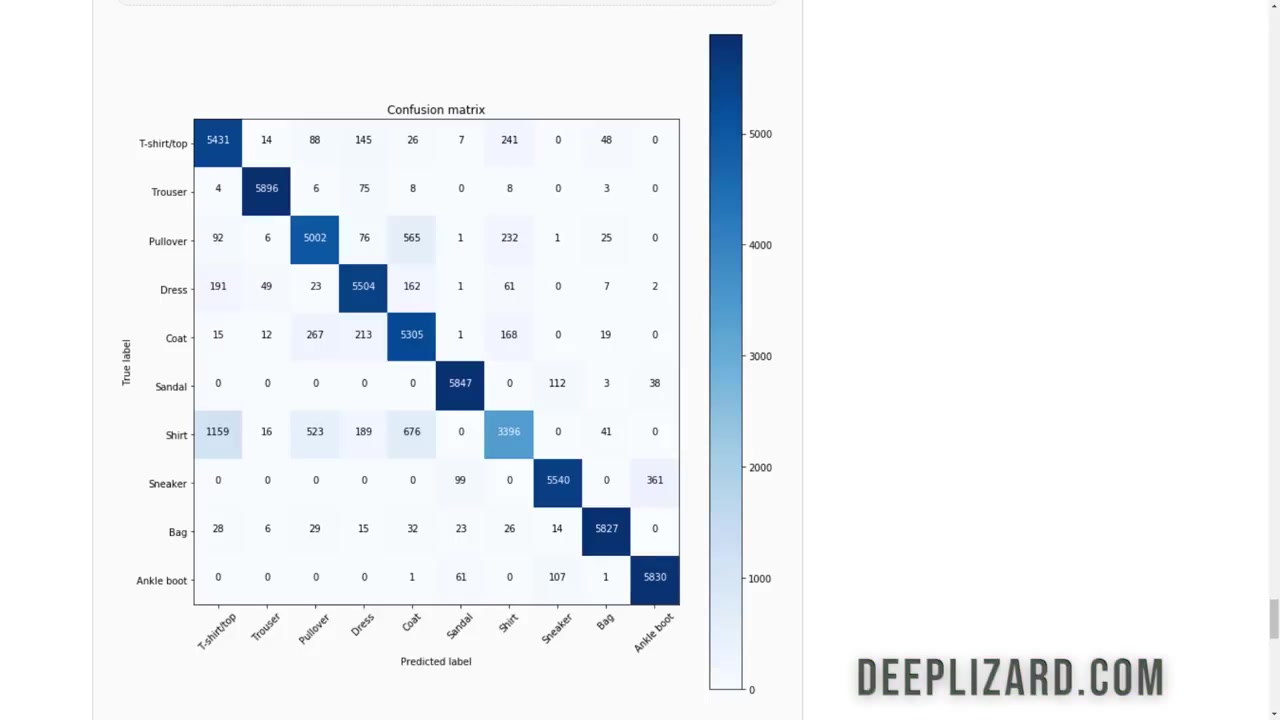 Confusion matrix
T-shirt/top 5431 14 88 145 26 7 241 0 48 0
Trouser 4 5896 6 75 8 0 8 0 3 0
Pullover 92 6 5002 76 565 1 232 1 25 0
Dress 191 49 23 5504 162 1 61 0 7 2
Coat 15 12 267 213 5305 1 168 0 19 0
Sandal 0 0 0 0 0 5847 0 112 3 38
Shirt 1159 16 523 189 676 0 3396 0 41 0
Sneaker 0 0 0 0 0 99 0 5540 0 361
Bag 28 6 29 15 32 23 26 14 5827 0
Ankle boot 0 0 0 0 1 61 0 107 1 5830
T-shirt/top Trouser Pullover Dress Coat Sandal Shirt Sneaker Bag Ankle boot
True label
Predicted label
5000
4000
3000
2000
1000
0
DEEPLIZARD.COM